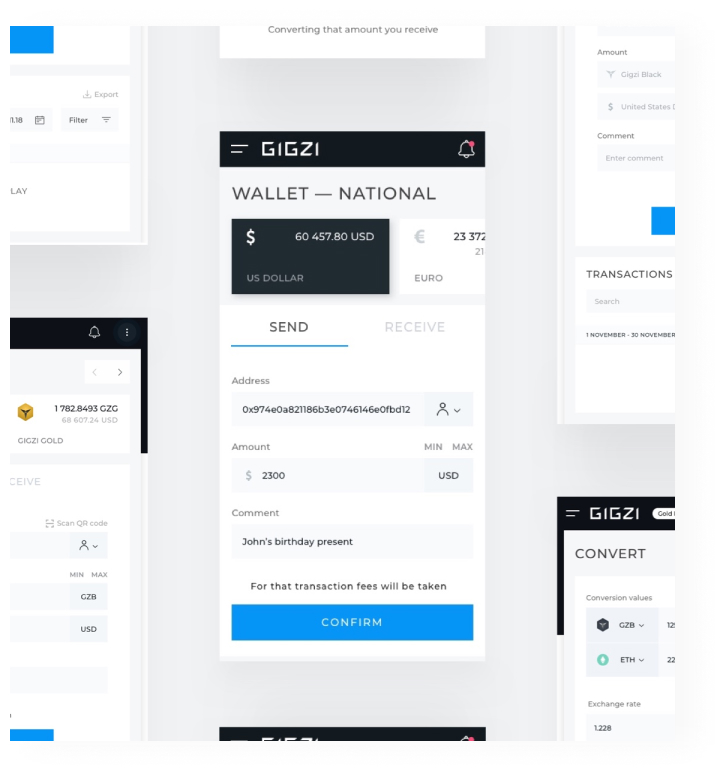 Converting that amount you receive
Export
11.18
Filter
LAY
1 782.8493 GZG
68 607.24 USD
GIGZI GOLD
CEIVE
Scan QR code
MIN MAX
GZB
USD
GIGZI
WALLET — NATIONAL
$ 60 457.80 USD
US DOLLAR
€ 23 372
21
EURO
SEND
RECEIVE
Address
0x974e0a821186b3e0746146e0fbd12
Amount
MIN MAX
$ 2300
USD
Comment
John's birthday present
For that transaction fees will be taken
CONFIRM
GIGZI
Amount
Gigzi Black
$ United States D
Comment
Enter comment
TRANSACTIONS
Search
1 NOVEMBER - 30 NOVEMBER
GIGZI
Gold
CONVERT
Conversion values
GZB
ETH
22
Exchange rate
1.228